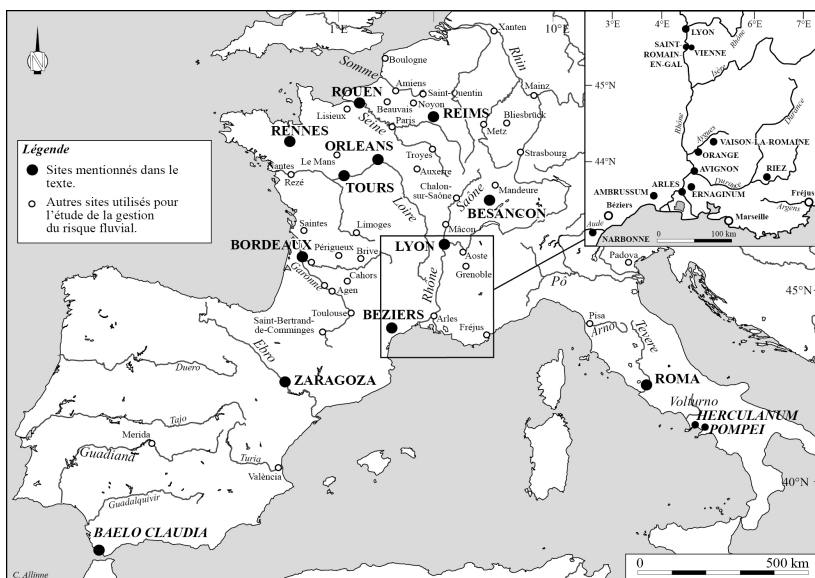 N
1°E
10°E
Xanten
Rhin
Boulogne
Somme
Amiens
Saint-Quentin
Mainz
ROUEN
Beauvais
Noyon
Bliesbrück
Lisieux
Seine
Paris
REIMS
Metz
RENNES
ORLEANS
Troyes
Strasbourg
Le Mans
Auxerre
Nantes
Rezé
TOURS
Chalon-
sur-Saône
Mandeure
Loire
Saône
BESANCON
Saintes
Limoges
Mâcon
BORDEAUX
Périgueux
Brive
LYON
Aoste
Grenoble
Garonne
Cahors
Agen
Rhone
Padova
Pô
45°N
Toulouse
BEZIERS
Arles
Fréjus
Saint-Bertrand-
de-Comminges
Pisa
Arno
Tevere
Ebro
Duero
ZARAGOZA
ROMA
Tajo
Volturno
HERCULANUM
POMPEI
Merida
Guadiana
Turia
València
40°N
Guadalquivir
BAELO CLAUDIA
C. Allinne
0 500 km
Légende
Sites mentionnés dans le
texte.
Autres sites utilisés pour
l'étude de la gestion
du risque fluvial.
3°
4°E
7°E
LYON
SAINT-
ROMAIN-
EN-GAL
VIENNE
Rhône
Isère
45°N
Rhône
Durance
Aygues
VAISON-LA-ROMAINE
44°N
ORANGE
AVIGNON
RIEZ
AMBRUSSUM
ARLES
Durance
ERNAGINUM
Fréjus
Béziers
Marseille
Argens
Aude
NARBONNE
0 100 km